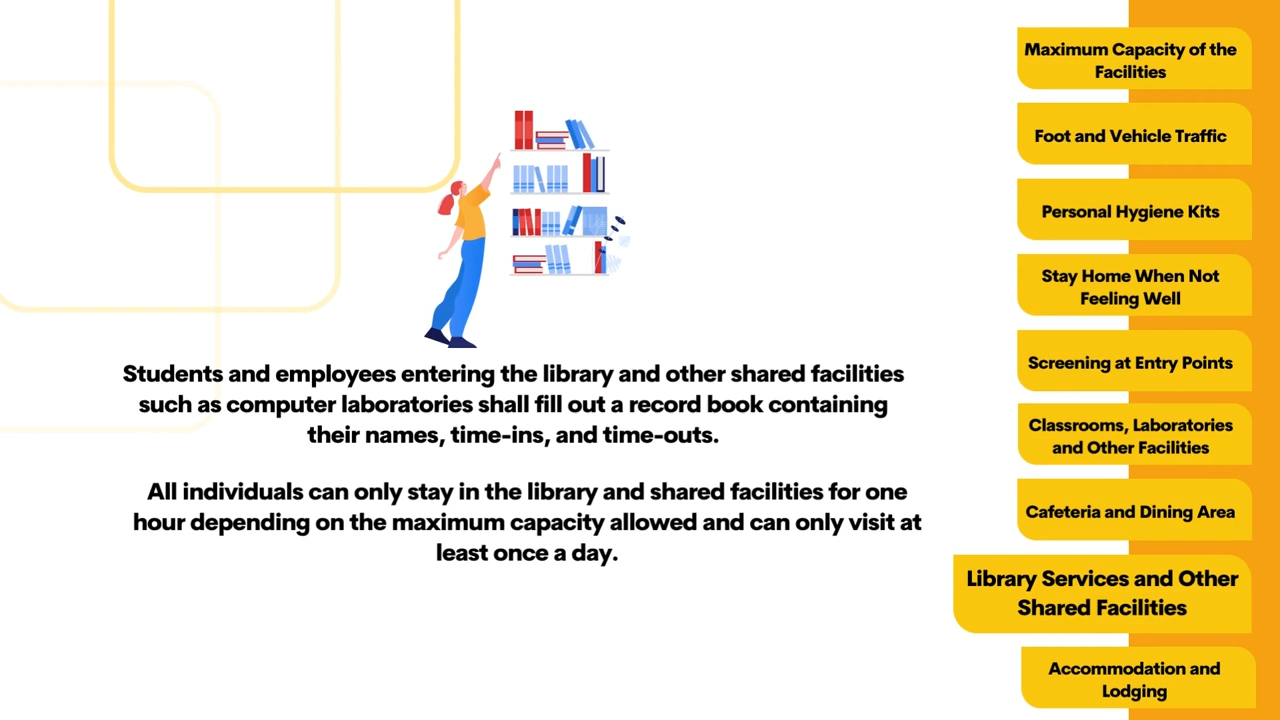 Students and employees entering the library and other shared facilities
such as computer laboratories shall fill out a record book containing
their names, time-ins, and time-outs.
All individuals can only stay in the library and shared facilities for one
hour depending on the maximum capacity allowed and can only visit at
least once a day.
Maximum Capacity of the
Facilities
Foot and Vehicle Traffic
Personal Hygiene Kits
Stay Home When Not
Feeling Well
Screening at Entry Points
Classrooms, Laboratories
and Other Facilities
Cafeteria and Dining Area
Library Services and Other
Shared Facilities
Accommodation and
Lodging